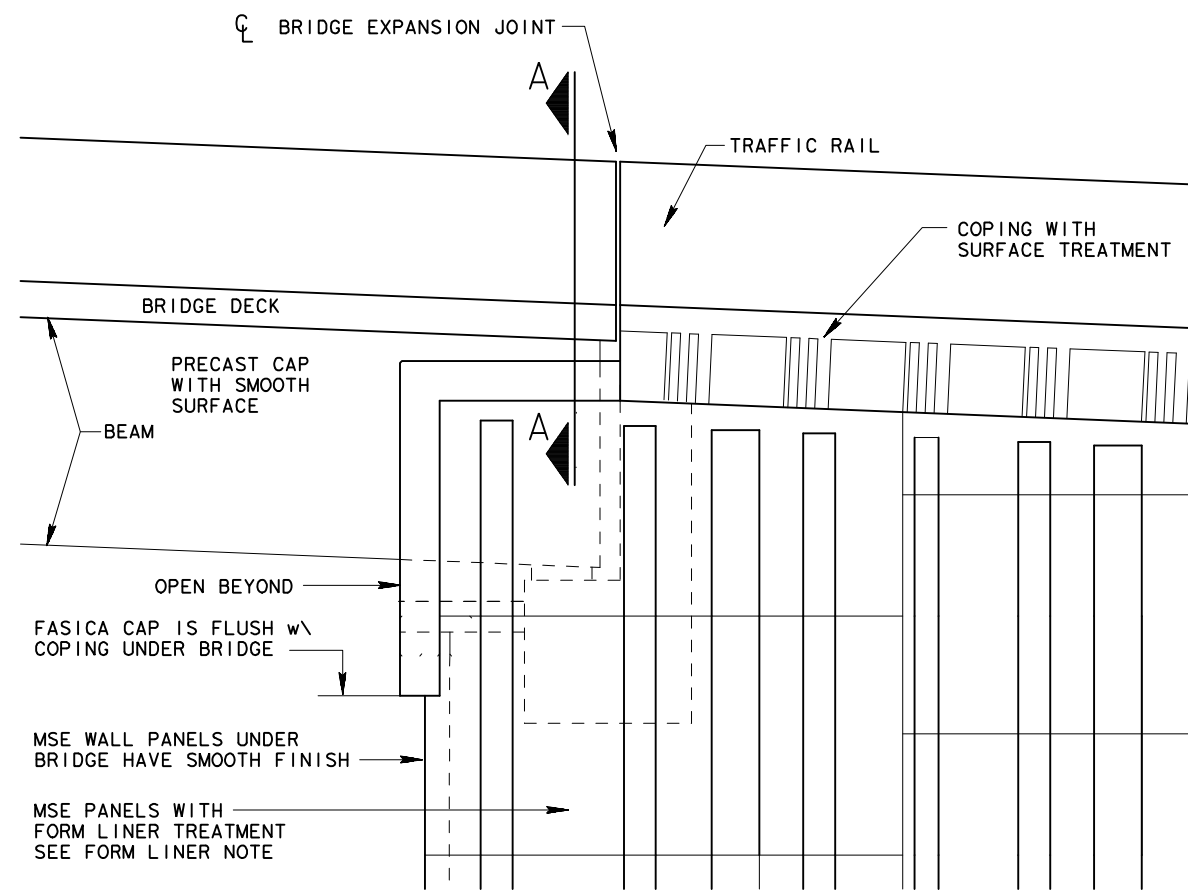 ℄ BRIDGE EXPANSION JOINT
A
TRAFFIC RAIL
COPING WITH
SURFACE TREATMENT
BRIDGE DECK
PRECAST CAP
WITH SMOOTH
SURFACE
BEAM
A
OPEN BEYOND
FASICA CAP IS FLUSH w\
COPING UNDER BRIDGE
MSE WALL PANELS UNDER
BRIDGE HAVE SMOOTH FINISH
MSE PANELS WITH
FORM LINER TREATMENT
SEE FORM LINER NOTE